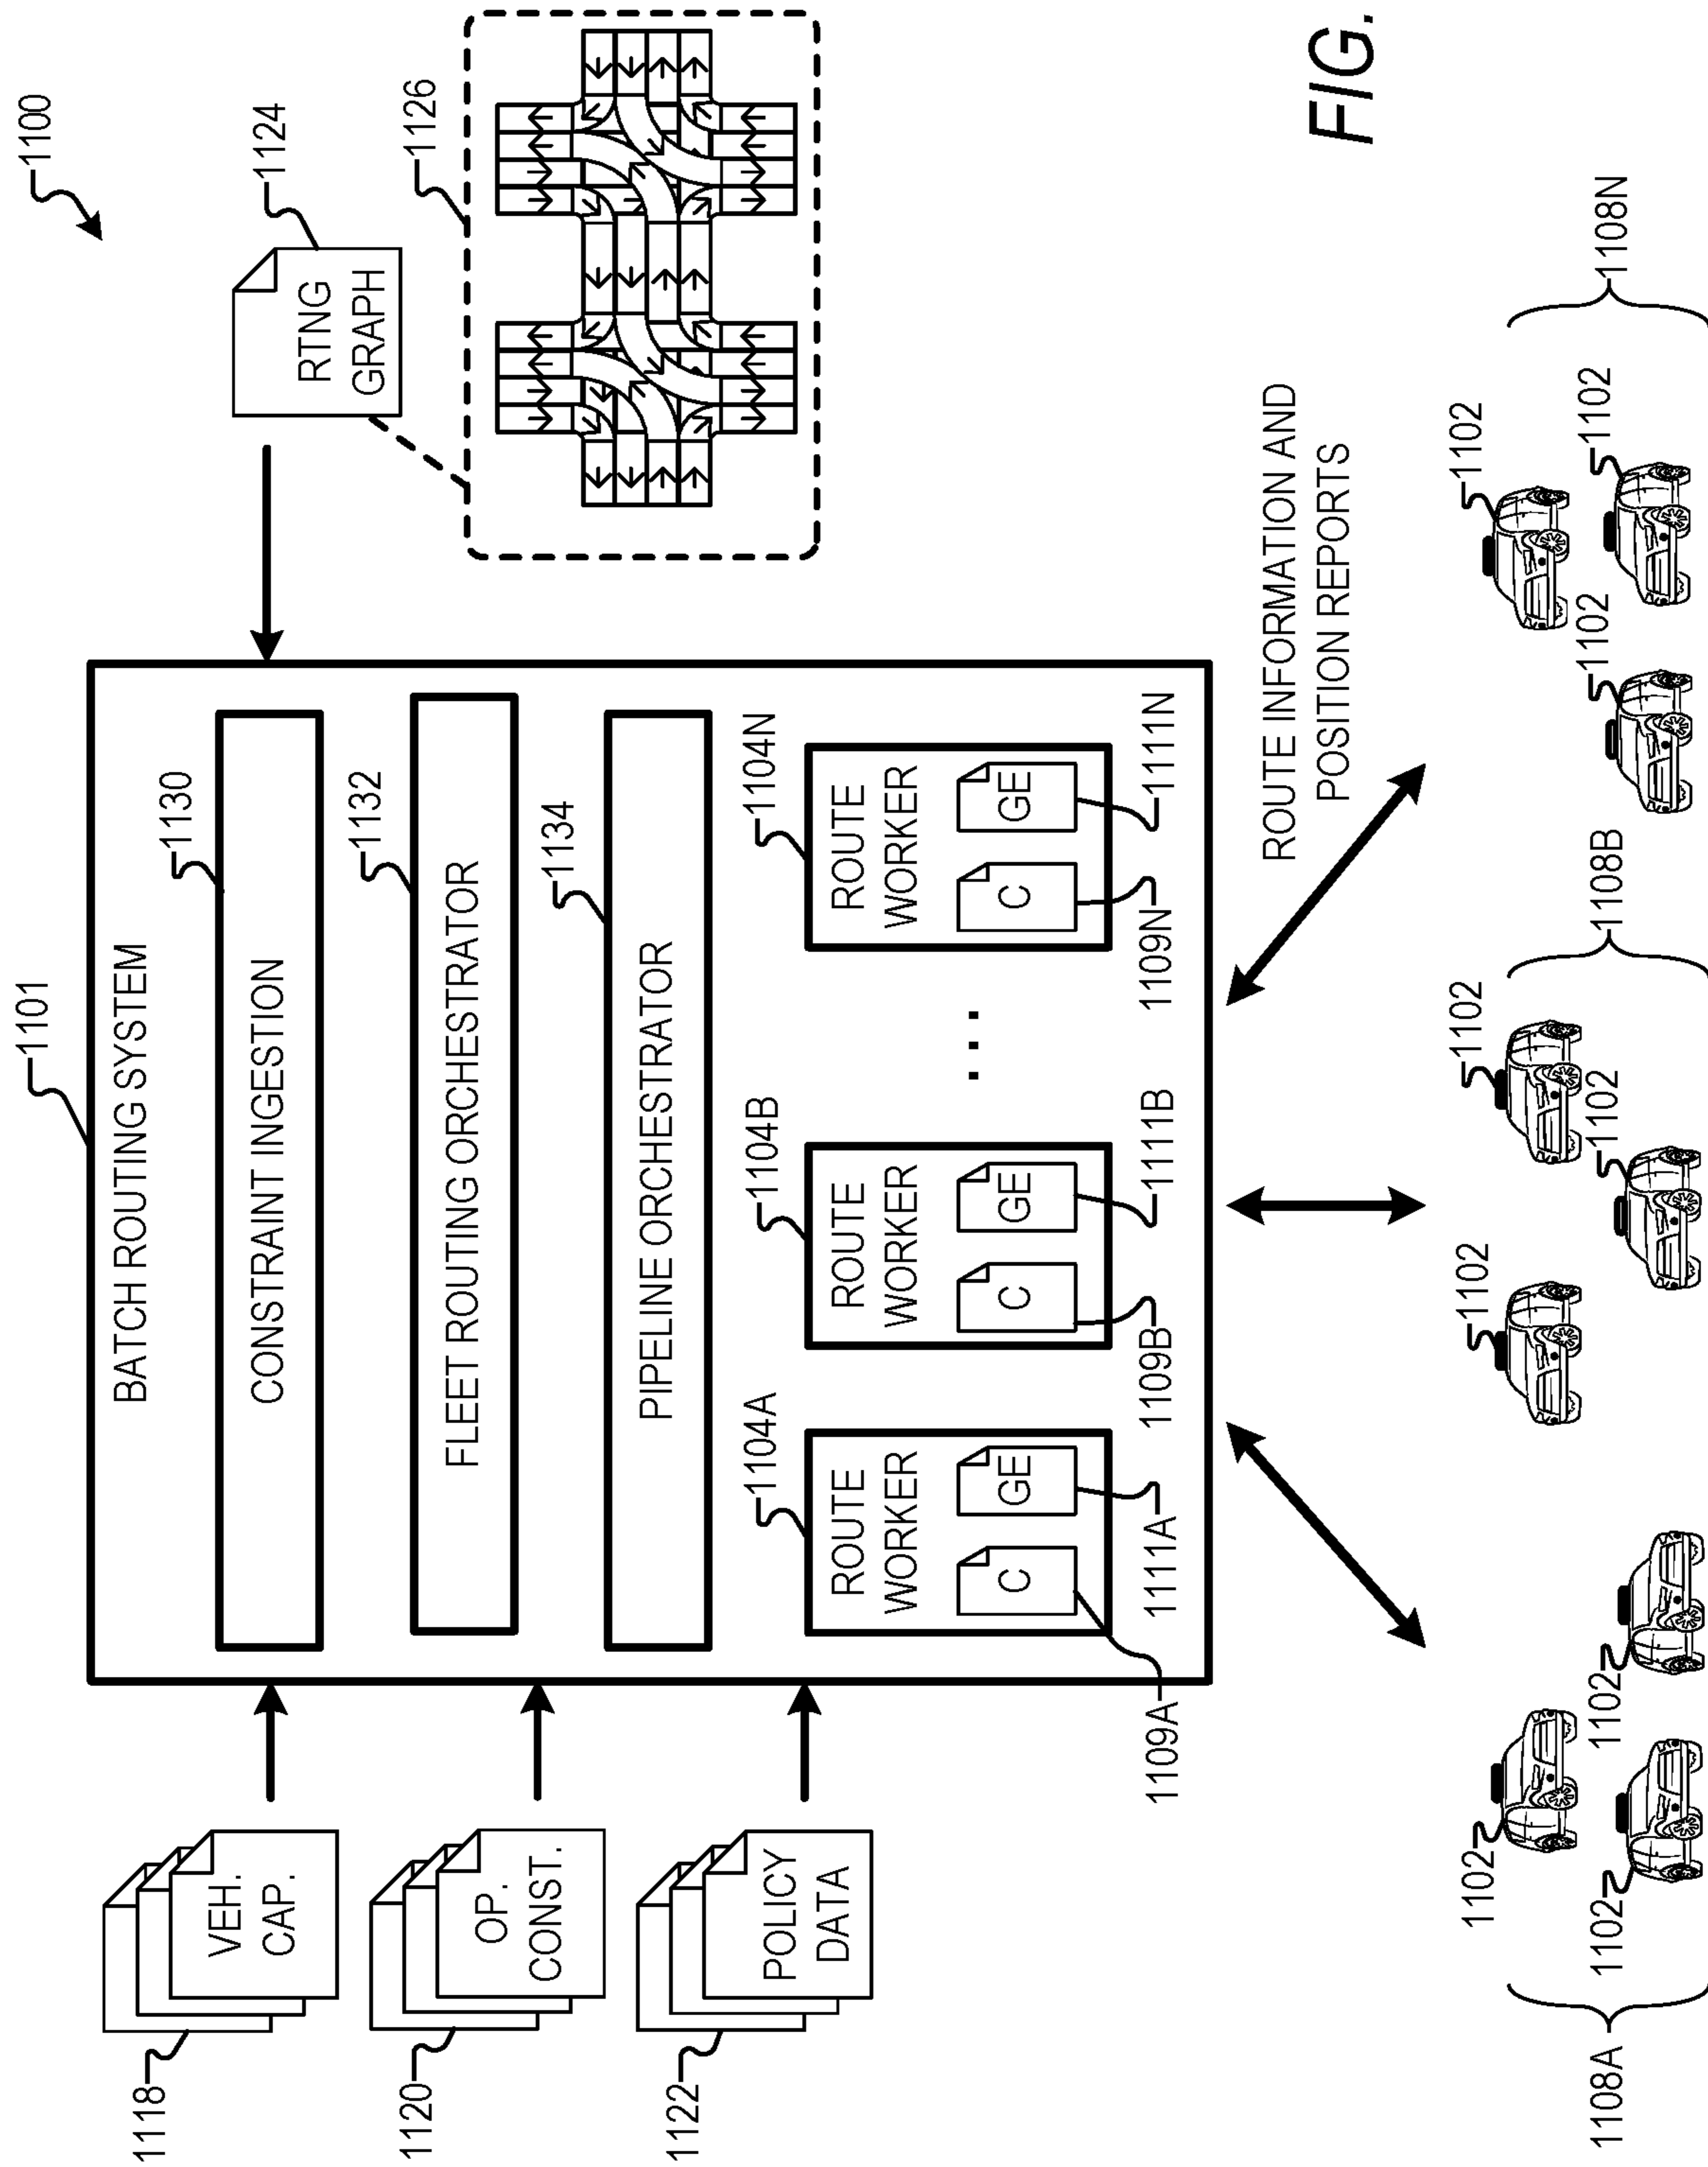 1100
1101
BATCH ROUTING SYSTEM
1130
CONSTRAINT INGESTION
1132
FLEET ROUTING ORCHESTRATOR
1134
PIPELINE ORCHESTRATOR
1104A
ROUTE
WORKER
C
GE
1109A
1111A
1104B
ROUTE
WORKER
C
GE
1109B
1111B
...
1104N
ROUTE
WORKER
C
GE
1109N
1111N
1118
VEH.
CAP.
1120
OP.
CONST.
1122
POLICY
DATA
RTNG
GRAPH
1124
1126
ROUTE INFORMATION AND
POSITION REPORTS
1108A
1102
1102
1102
1102
1102
1102
1108B
1102
1102
1102
1108N
FIG.